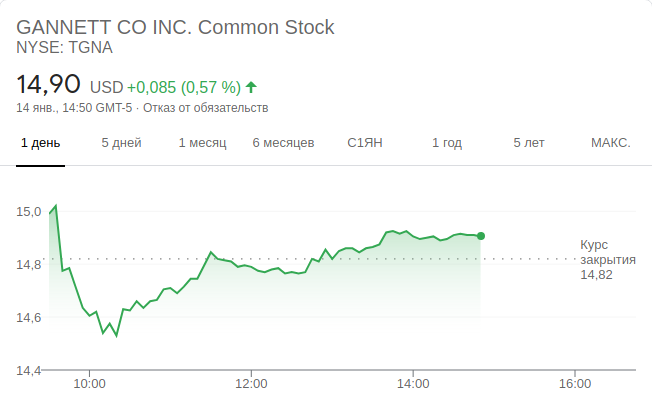 GANNETT CO INC. Common Stock
NYSE: TGNA
14,90 USD +0,085 (0,57 %)
14 янв., 14:50 GMT-5 · Отказ от обязательств
1 день 5 дней 1 месяц 6 месяцев С1ЯН 1 год 5 лет МАКС.
15,0
14,8
14,6
14,4
Курс
закрытия
14,82
10:00 12:00 14:00 16:00